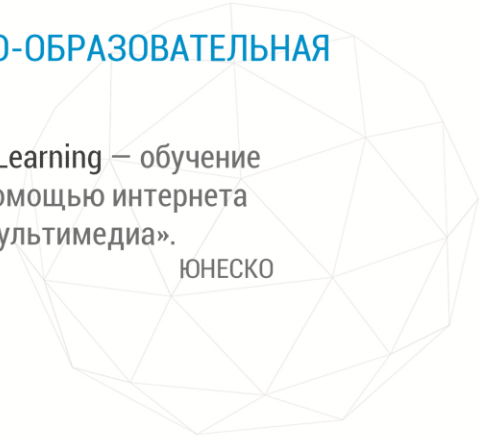 О-ОБРАЗОВАТЕЛЬНАЯ
Learning — обучение
омощью интернета
ультимедиа».
ЮНЕСКО